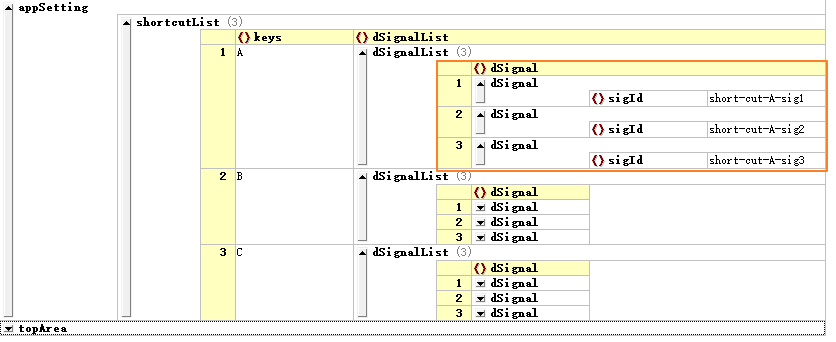 appSetting
shortcutList (3)
{} keys {} dSignalList
1 A dSignalList (3)
{} dSignal
1 dSignal
{} sigId short-cut-A-sig1
2 dSignal
{} sigId short-cut-A-sig2
3 dSignal
{} sigId short-cut-A-sig3
2 B dSignalList (3)
{} dSignal
1 dSignal
2 dSignal
3 dSignal
3 C dSignalList (3)
{} dSignal
1 dSignal
2 dSignal
3 dSignal
topArea